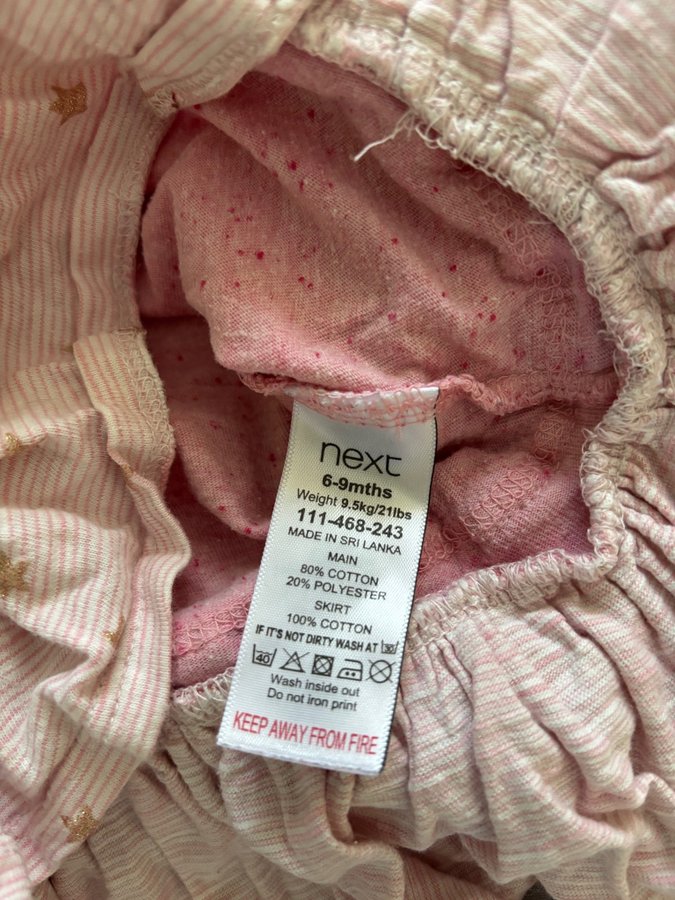 next
6-9mths
Weight 9.5kg/21lbs
111-468-243
MADE IN SRI LANKA
MAIN
80% COTTON
20% POLYESTER
SKIRT
100% COTTON
IF IT'S NOT DIRTY WASH AT 30
40
Wash inside out
Do not iron print
KEEP AWAY FROM FIRE